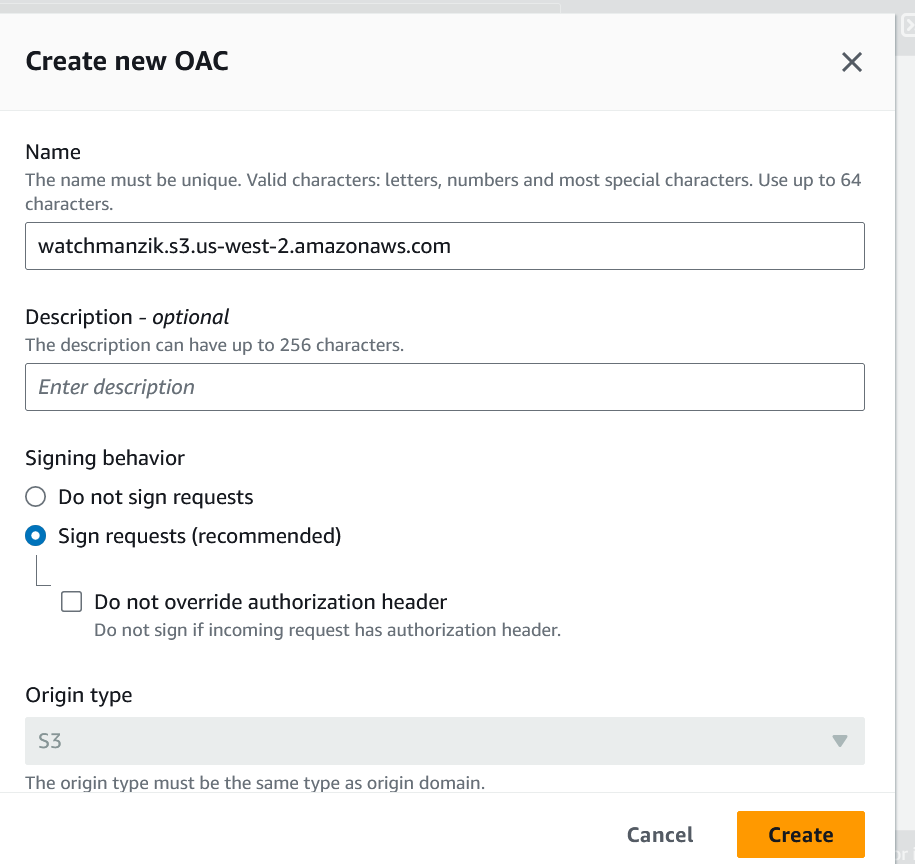 Create new OAC
Name
The name must be unique. Valid characters: letters, numbers and most special characters. Use up to 64
characters.
watchmanzik.s3.us-west-2.amazonaws.com
Description - optional
The description can have up to 256 characters.
Enter description
Signing behavior
Do not sign requests
Sign requests (recommended)
Do not override authorization header
Do not sign if incoming request has authorization header.
Origin type
S3
The origin type must be the same type as origin domain.
Cancel
Create